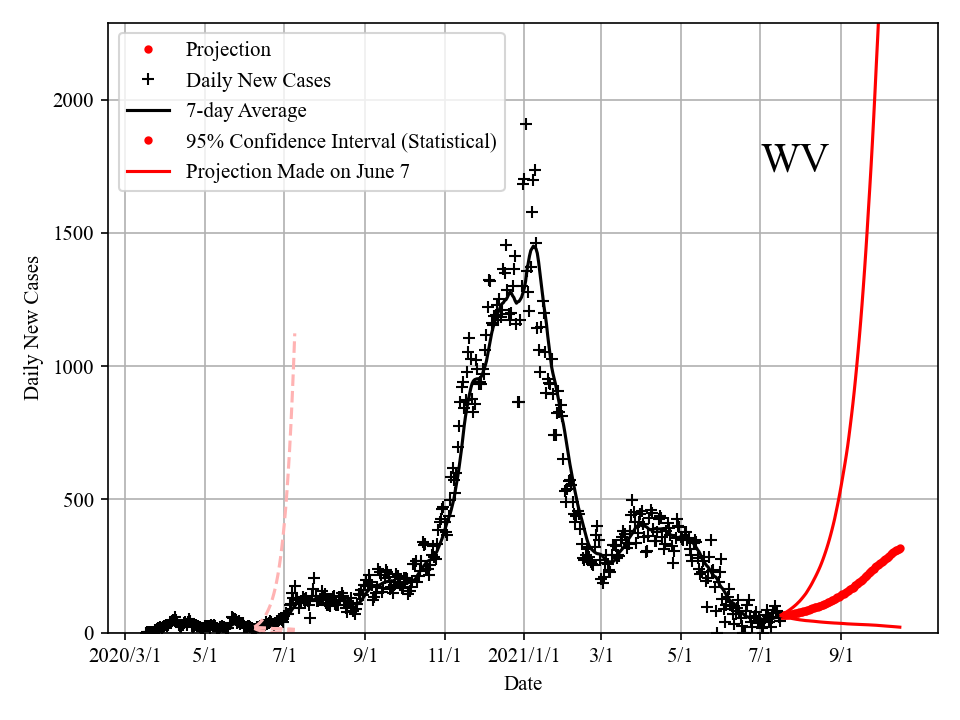 Projection
Daily New Cases
7-day Average
95% Confidence Interval (Statistical)
Projection Made on June 7
WV
Daily New Cases
2000
1500
1000
500
0
2020/3/1 5/1 7/1 9/1 11/1 2021/1/1 3/1 5/1 7/1 9/1
Date